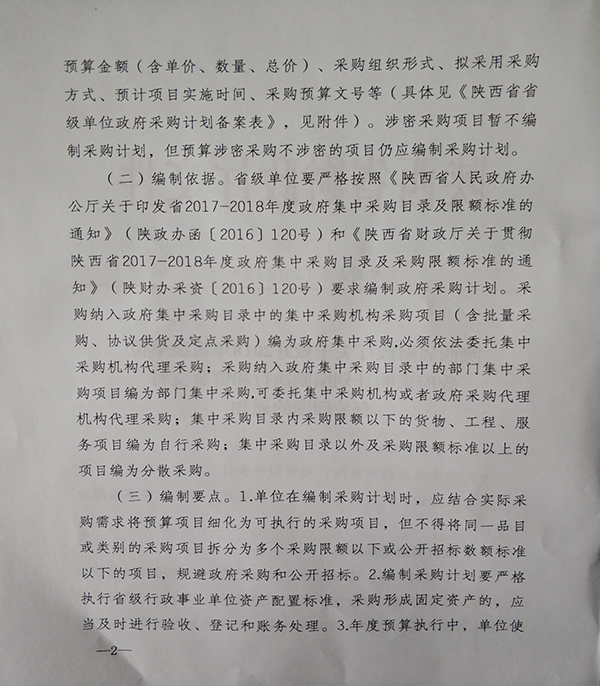 预算金额（含单价、数量、总价）、采购组织形式、拟采用采购
方式、预计项目实施时间、采购预算文号等（具体见《陕西省省
级单位政府采购计划备案表》，见附件）。涉密采购项目暂不编
制采购计划，但预算涉密采购不涉密的项目仍应编制采购计划。
（二）编制依据。省级单位要严格按照《陕西省人民政府办
公厅关于印发省2017—2018年度政府集中采购目录及限额标准的
通知》（陕政办函〔2016〕120号）和《陕西省财政厅关于贯彻
陕西省2017—2018年度政府集中采购目录及采购限额标准的通
知》（陕财办采资〔2016〕120号）要求编制政府采购计划。采
购纳入政府集中采购目录中的集中采购机构采购项目（含批量采
购、协议供货及定点采购）编为政府集中采购,必须依法委托集中
采购机构代理采购；采购纳入政府集中采购目录中的部门集中采
购项目编为部门集中采购,可委托集中采购机构或者政府采购代理
机构代理采购；集中采购目录内采购限额以下的货物、工程、服
务项目编为自行采购；集中采购目录以外及采购限额标准以上的
项目编为分散采购。
（三）编制要点。1.单位在编制采购计划时，应结合实际采
购需求将预算项目细化为可执行的采购项目，但不得将同一品目
或类别的采购项目拆分为多个采购限额以下或公开招标数额标准
以下的项目，规避政府采购和公开招标。2.编制采购计划要严格
执行省级行政事业单位资产配置标准，采购形成固定资产的，应
当及时进行验收、登记和账务处理。3.年度预算执行中，单位使
—2—